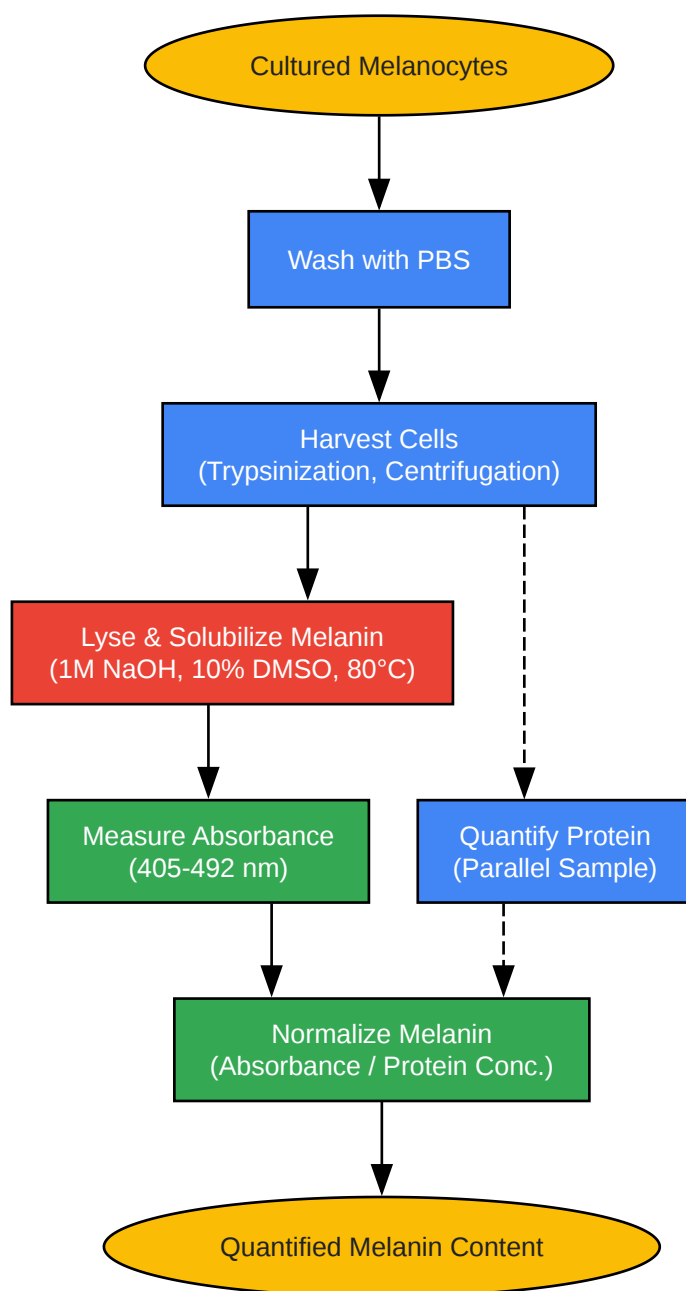 Cultured Melanocytes
Wash with PBS
Harvest Cells
(Trypsinization, Centrifugation)
Lyse & Solubilize Melanin
(1M NaOH, 10% DMSO, 80°C)
Measure Absorbance
(405-492 nm)
Quantify Protein
(Parallel Sample)
Normalize Melanin
(Absorbance / Protein Conc.)
Quantified Melanin Content